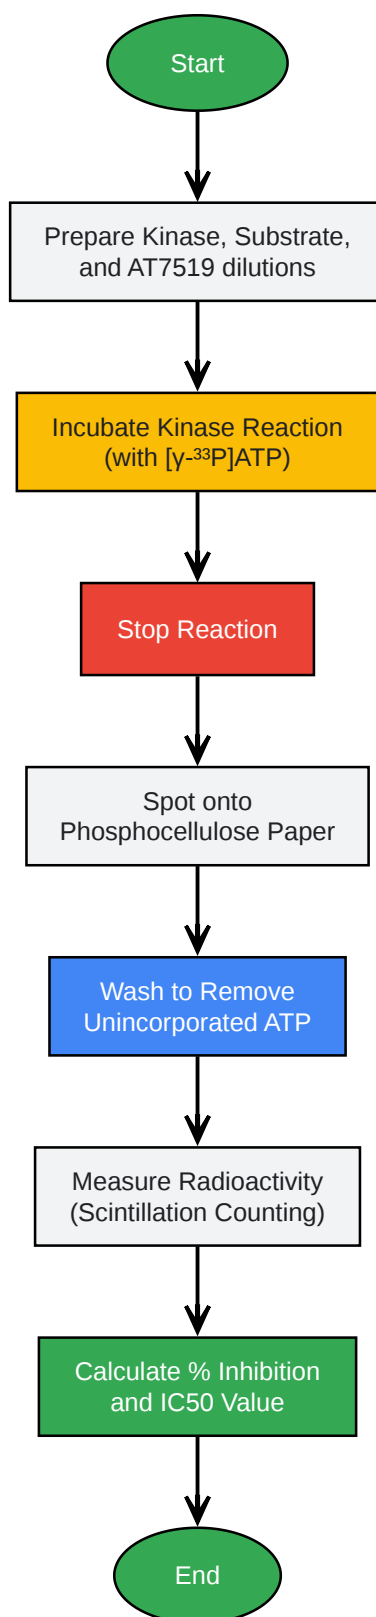 Start
Prepare Kinase, Substrate,
and AT7519 dilutions
Incubate Kinase Reaction
(with [γ-³³P]ATP)
Stop Reaction
Spot onto
Phosphocellulose Paper
Wash to Remove
Unincorporated ATP
Measure Radioactivity
(Scintillation Counting)
Calculate % Inhibition
and IC50 Value
End